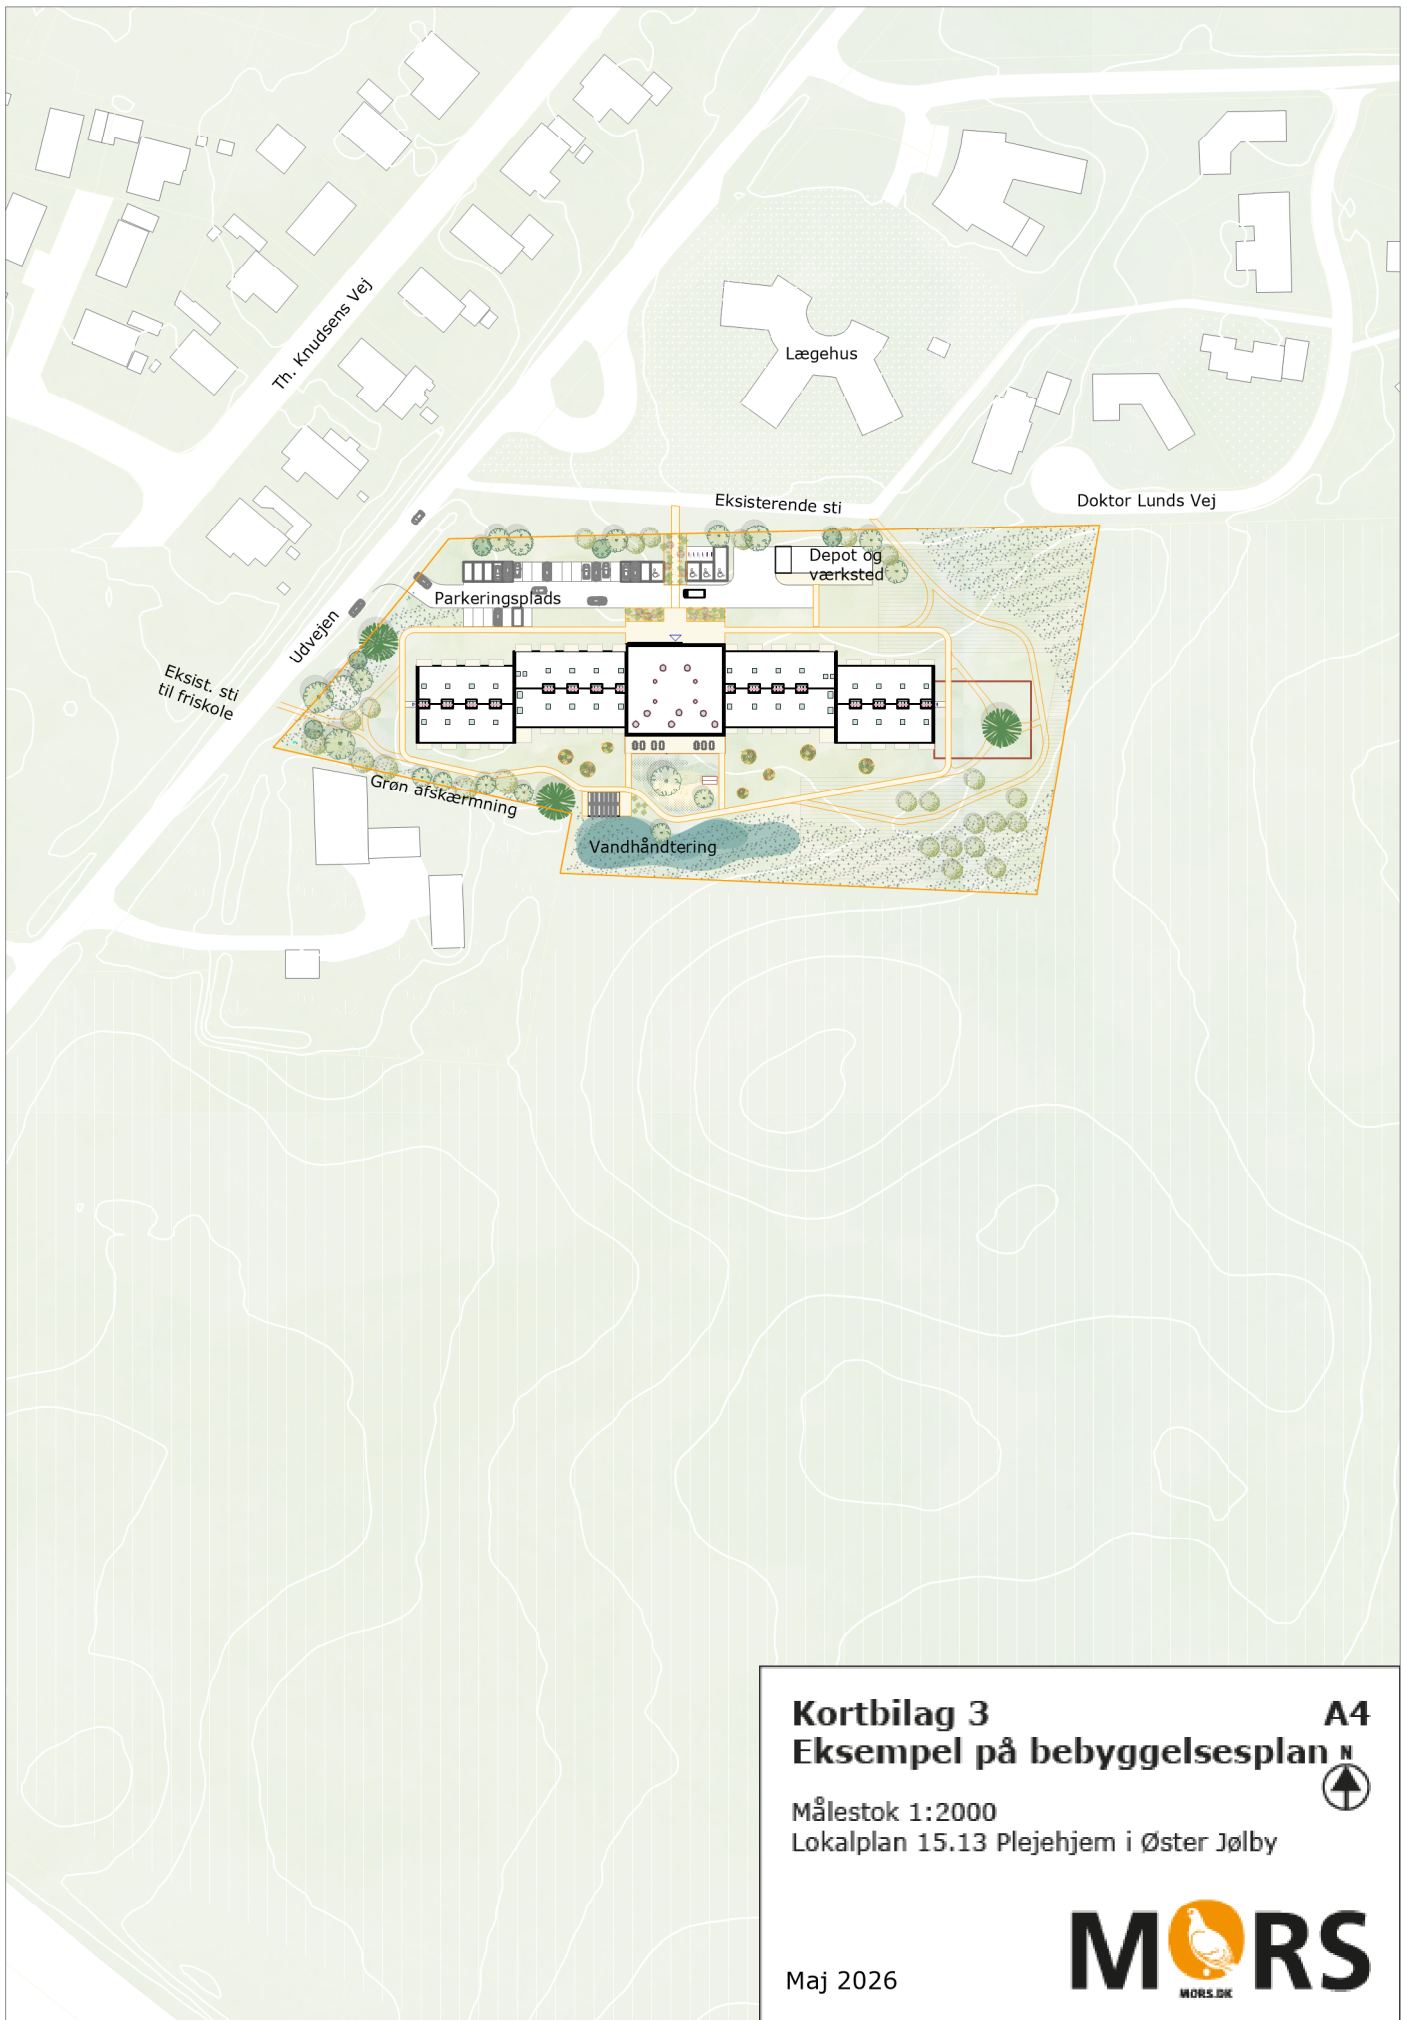 Th. Knudsens Vej
Lægehus
Eksisterende sti
Doktor Lunds Vej
Depot og
værksted
Parkeringsplads
Udvejen
Eksist. sti
til friskole
Grøn afskærmning
Vandhåndtering
Kortbilag 3
A4
Eksempel på bebyggelsesplan
N
Målestok 1:2000
Lokalplan 15.13 Plejehjem i Øster Jølby
MORS
MORS.DK
Maj 2026